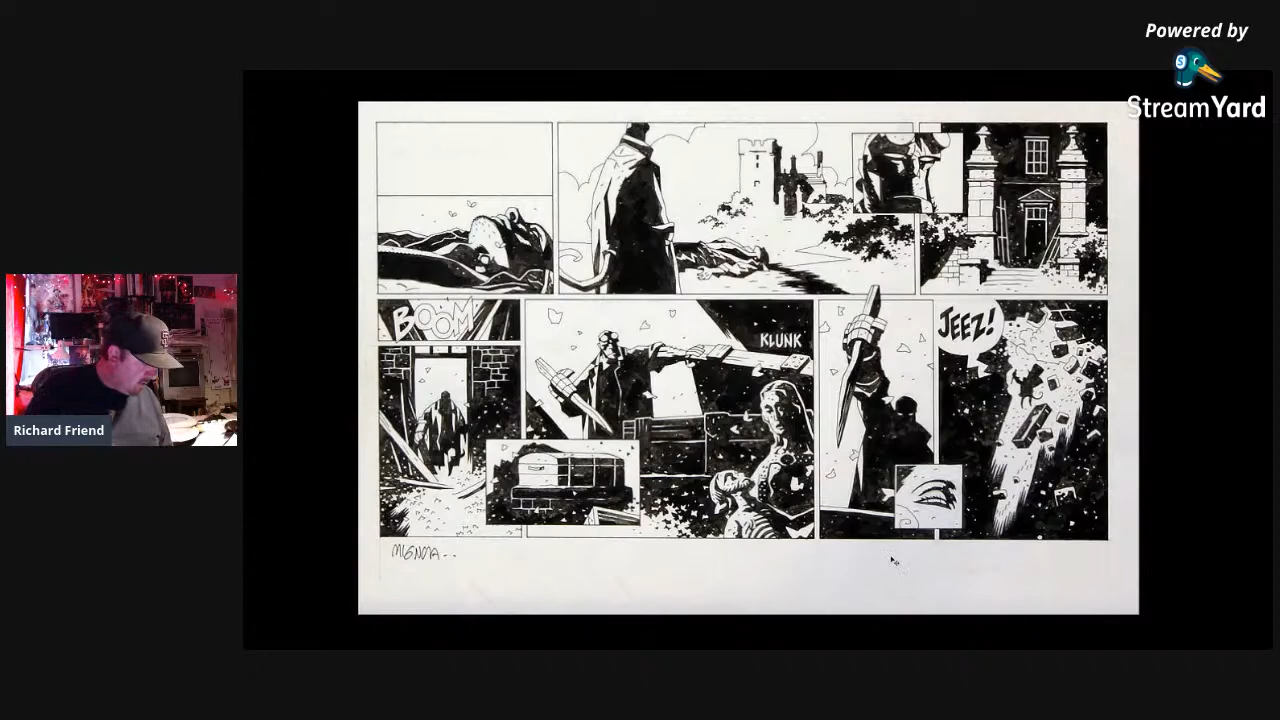 Powered by
StreamYard
BOOM
KLUNK
JEEZ!
Richard Friend
MIGNOLA--